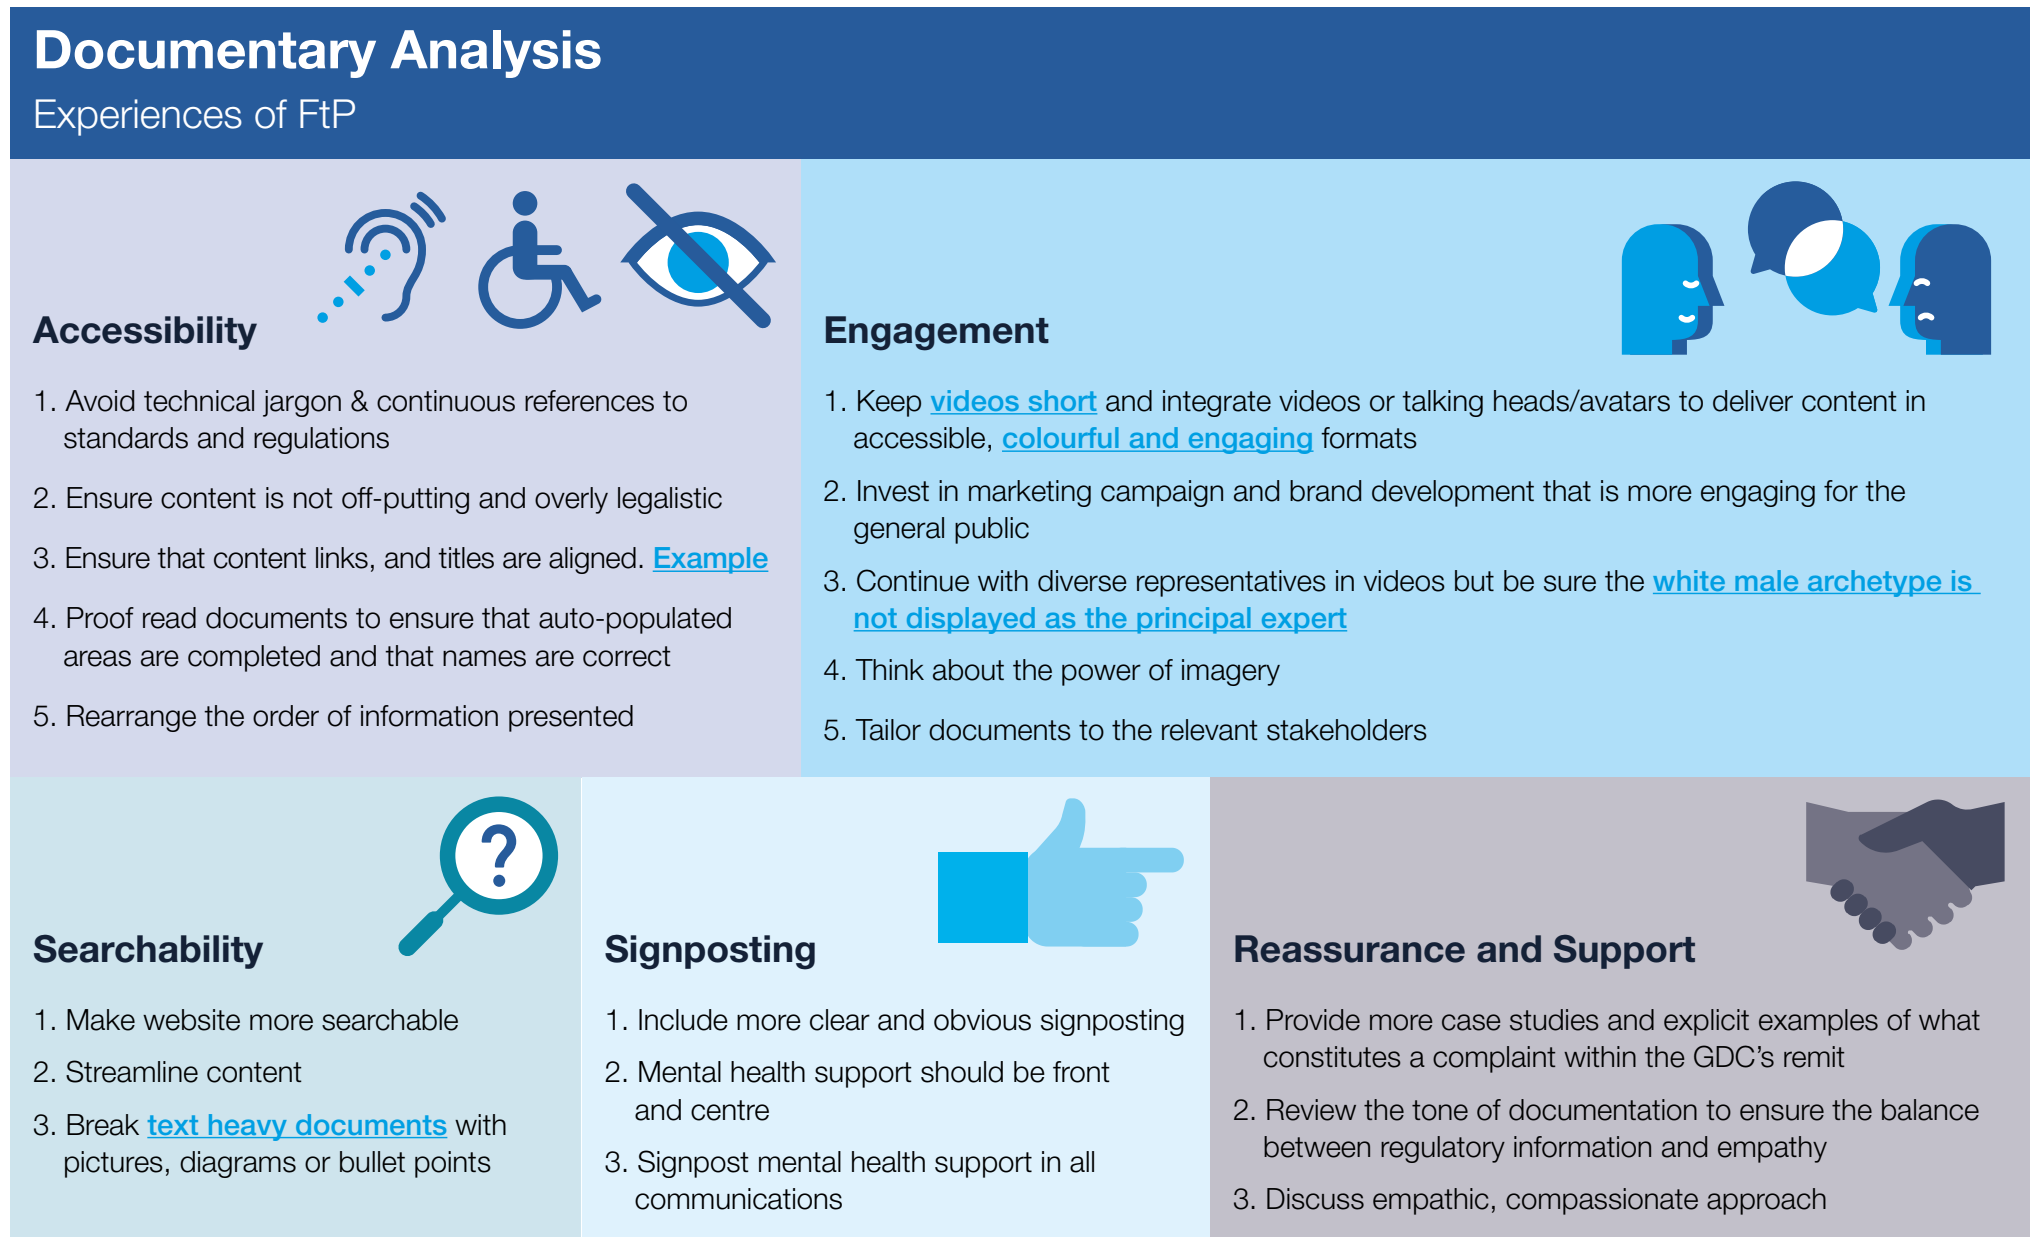 Documentary Analysis
Experiences of FtP
Accessibility
1. Avoid technical jargon & continuous references to
standards and regulations
2. Ensure content is not off-putting and overly legalistic
3. Ensure that content links, and titles are aligned. Example
4. Proof read documents to ensure that auto-populated
areas are completed and that names are correct
5. Rearrange the order of information presented
Engagement
1. Keep videos short and integrate videos or talking heads/avatars to deliver content in
accessible, colourful and engaging formats
2. Invest in marketing campaign and brand development that is more engaging for the
general public
3. Continue with diverse representatives in videos but be sure the white male archetype is
not displayed as the principal expert
4. Think about the power of imagery
5. Tailor documents to the relevant stakeholders
?
Searchability
1. Make website more searchable
2. Streamline content
3. Break text heavy documents with
pictures, diagrams or bullet points
Signposting
1. Include more clear and obvious signposting
2. Mental health support should be front
and centre
3. Signpost mental health support in all
communications
Reassurance and Support
1. Provide more case studies and explicit examples of what
constitutes a complaint within the GDC’s remit
2. Review the tone of documentation to ensure the balance
between regulatory information and empathy
3. Discuss empathic, compassionate approach